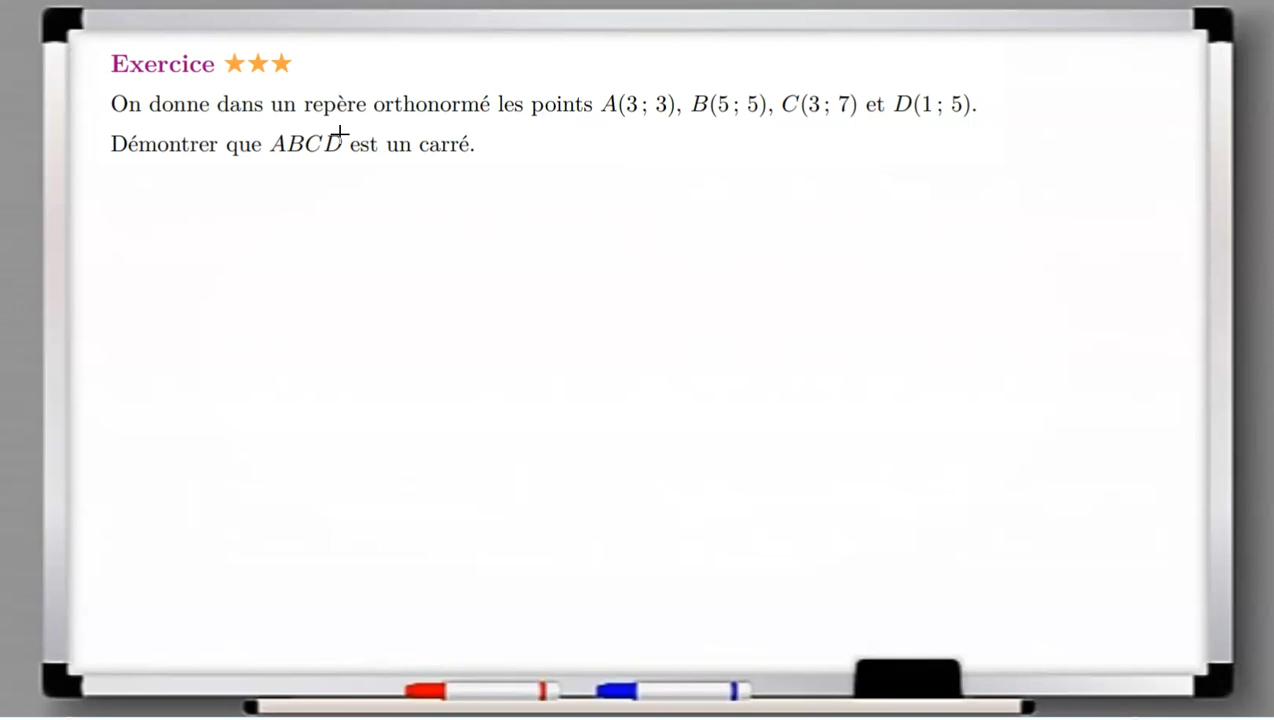 Exercice ★★★
On donne dans un repère orthonormé les points A(3 ; 3), B(5 ; 5), C(3 ; 7) et D(1 ; 5).
Démontrer que ABCD est un carré.